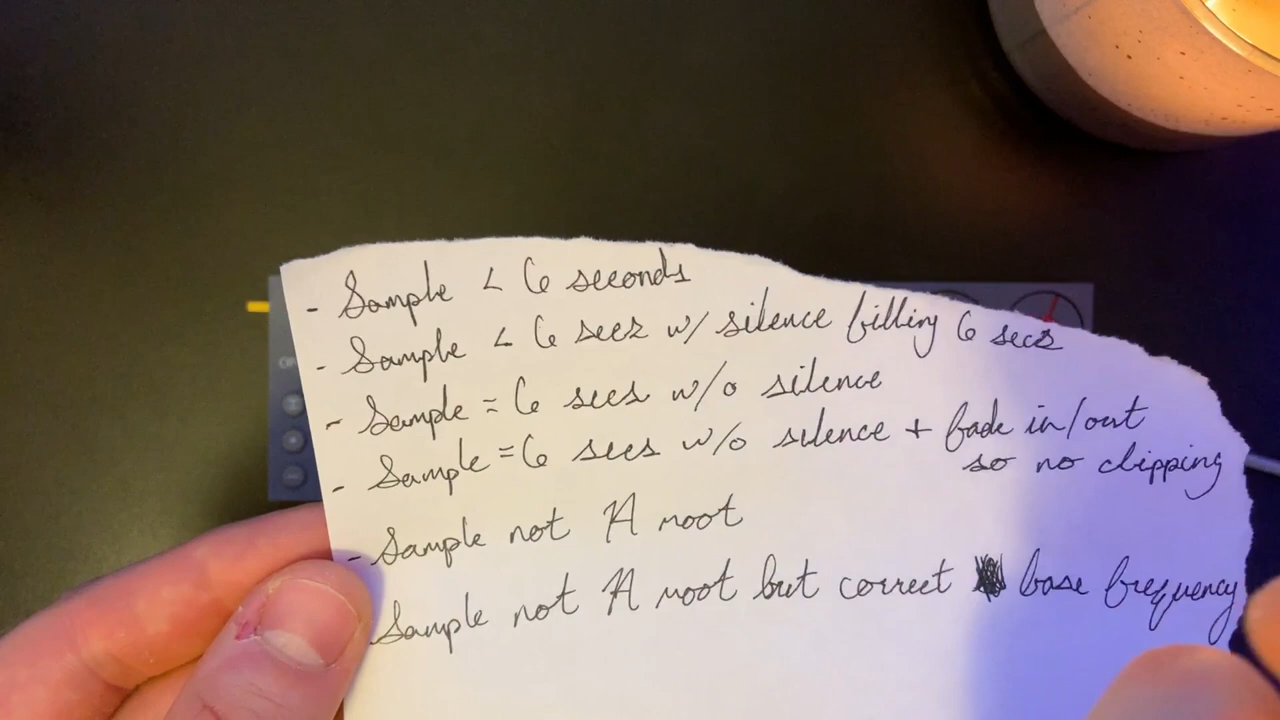 - Sample < 6 seconds
- Sample < 6 secs w/ silence filling 6 secs
- Sample = 6 secs w/o silence
- Sample = 6 secs w/o silence + fade in/out
so no clipping
- Sample not A root
Sample not A root but correct base frequency